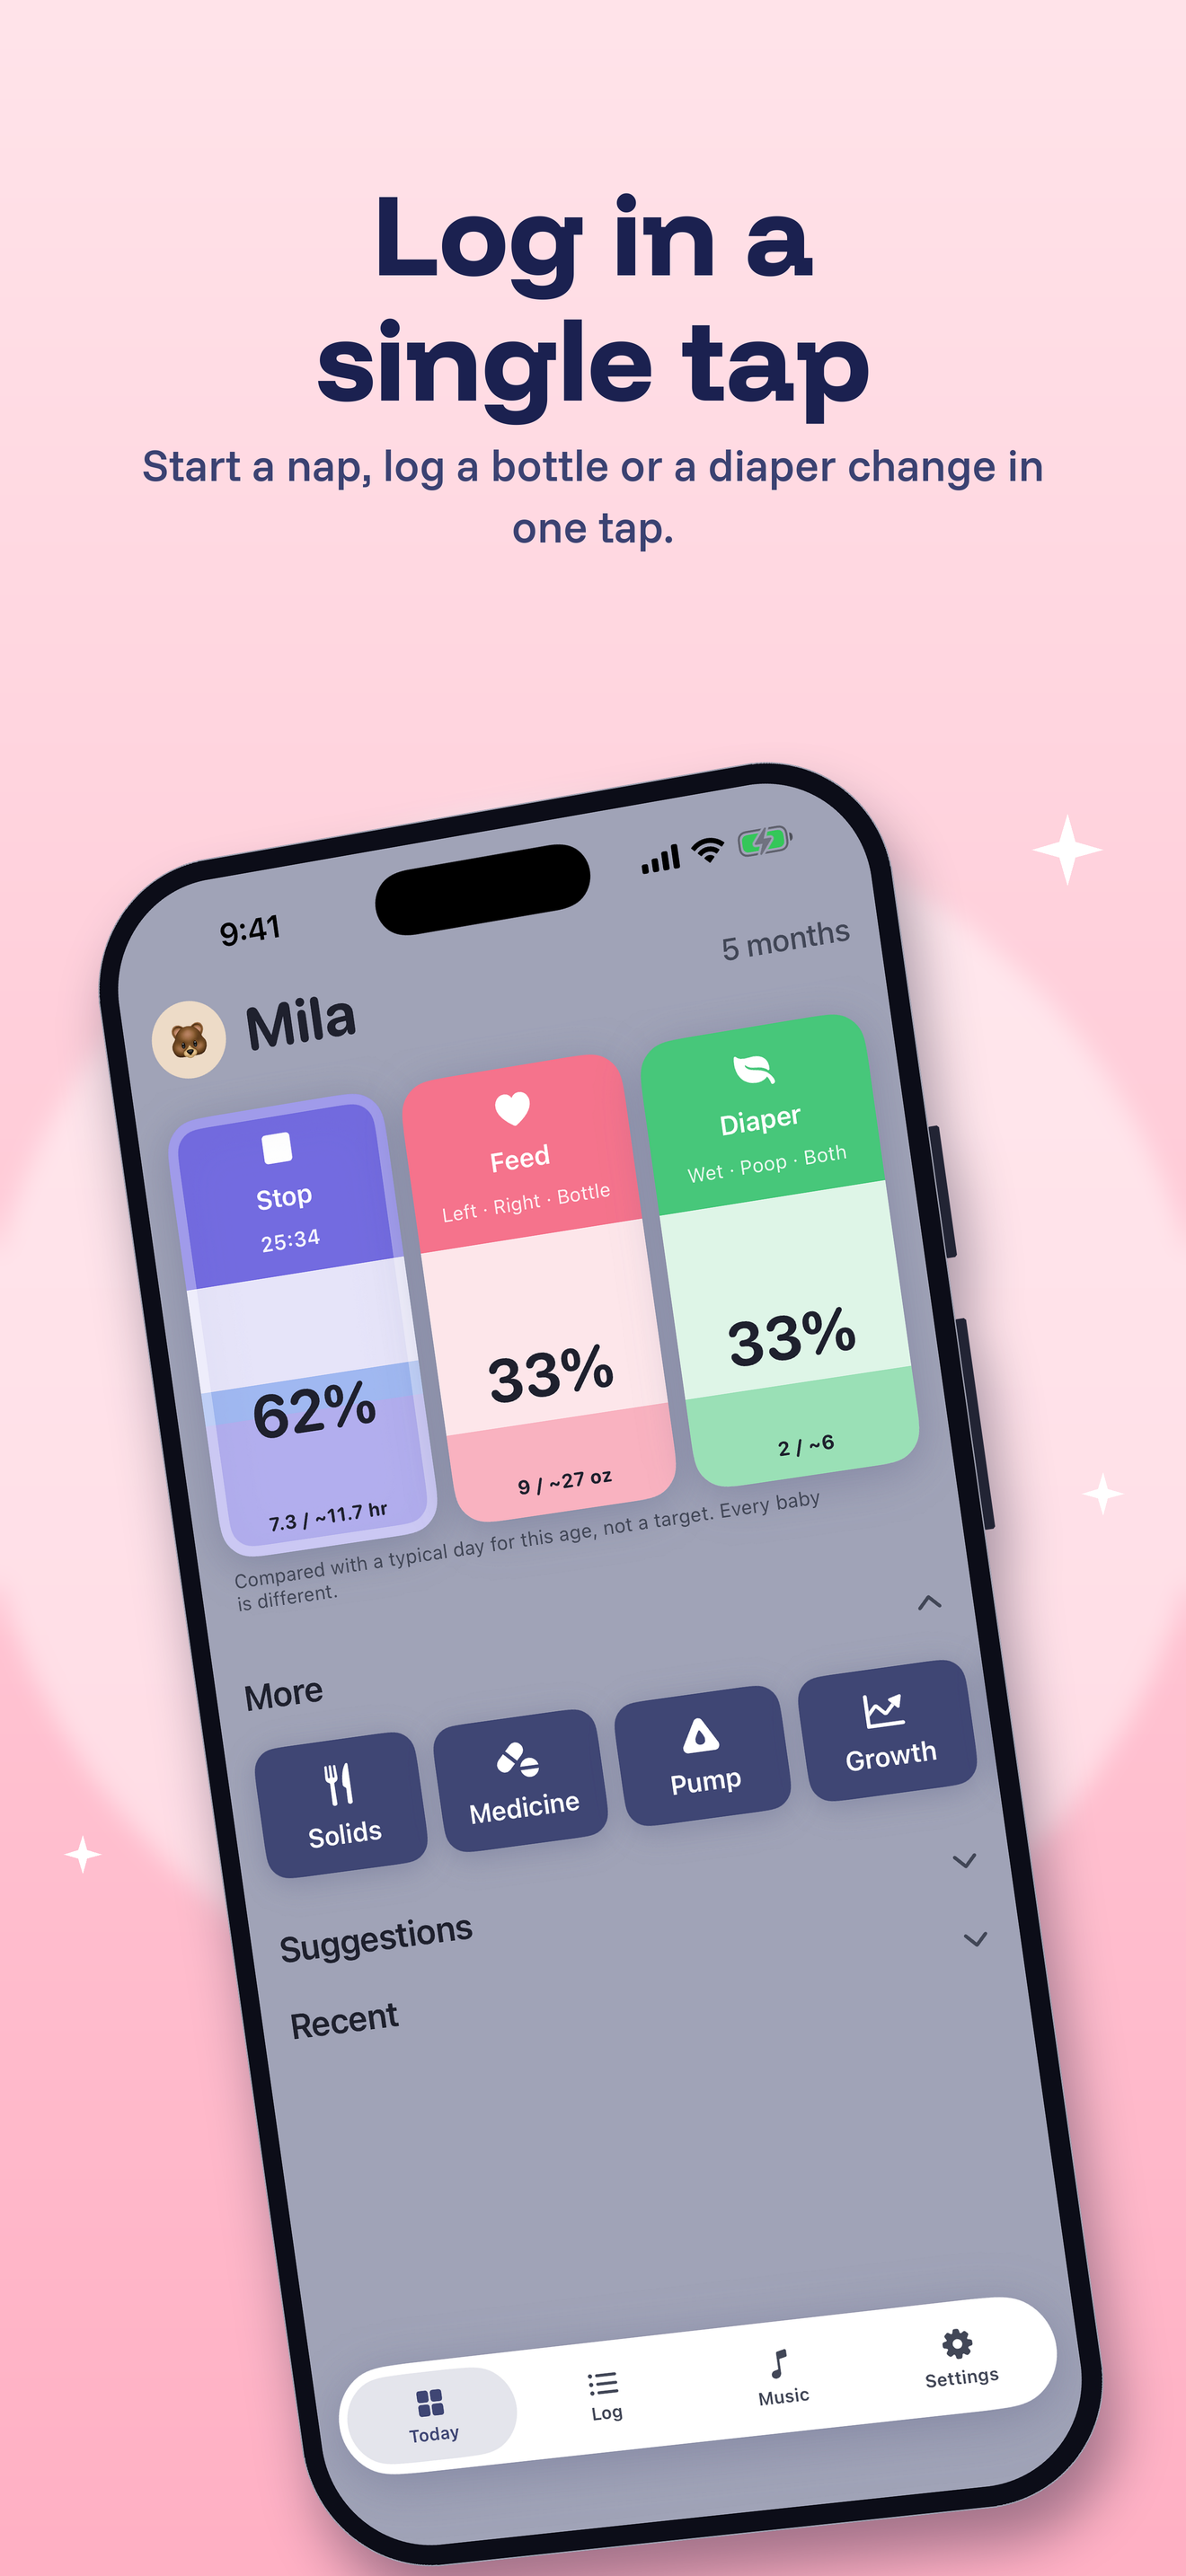 Log in a
single tap
Start a nap, log a bottle or a diaper change in
one tap.
9:41
5 months
Mila
Stop
25:34
62%
7.3 / ~11.7 hr
Feed
Left · Right · Bottle
33%
9 / ~27 oz
Diaper
Wet · Poop · Both
33%
2 / ~6
Compared with a typical day for this age, not a target. Every baby
is different.
More
Solids
Medicine
Pump
Growth
Suggestions
Recent
Today
Log
Music
Settings